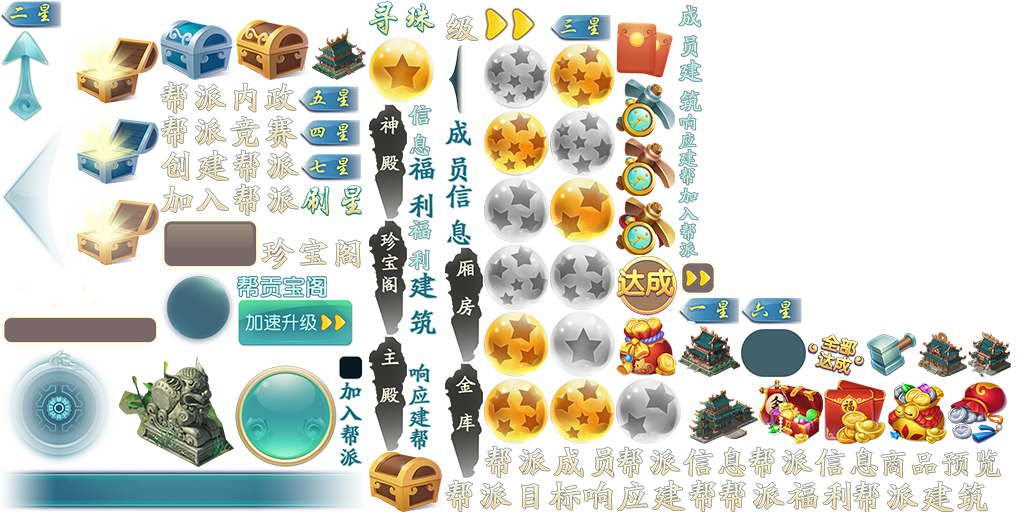 二星
寻珠
级
三星
成员建筑
帮派内政
五星
帮派竞赛
四星
创建帮派
七星
加入帮派
刷星
珍宝阁
帮贡宝阁
加速升级
神殿
信息
福利
福利
建筑
珍宝阁
主殿
响应建帮
加入帮派
成员信息
厢房
金库
响应建帮
加入帮派
达成
一星
六星
全部
达成
福
帮派成员
帮派信息
帮派信息
商品预览
帮派目标
响应建帮
帮派福利
帮派建筑